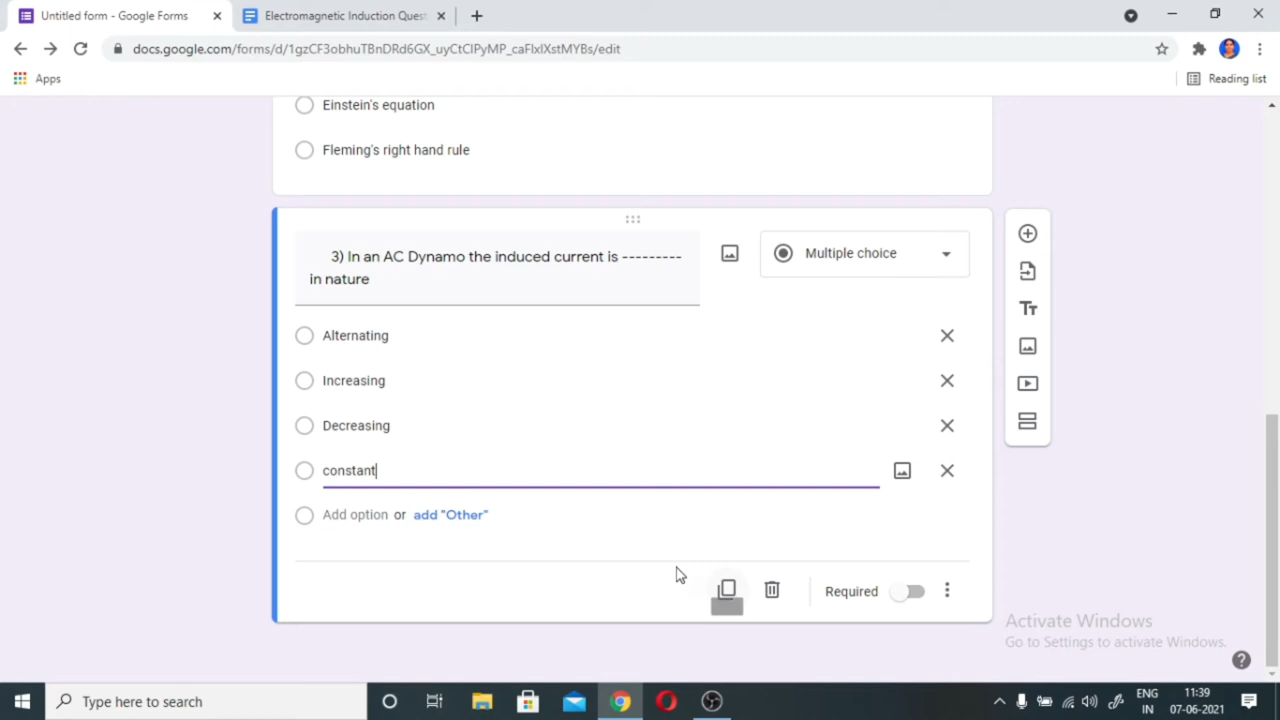 Untitled form - Google Forms
Electromagnetic Induction Quest
docs.google.com/forms/d/1gzCF3obhuTBnDRd6GX_uyCtClPyMP_caFlxlXstMYBs/edit
Apps
Reading list
Einstein's equation
Fleming's right hand rule
3) In an AC Dynamo the induced current is ---------
in nature
Multiple choice
Alternating
Increasing
Decreasing
constant
Add option or add "Other"
Required
Activate Windows
Go to Settings to activate Windows.
Type here to search
ENG
IN
11:39
07-06-2021